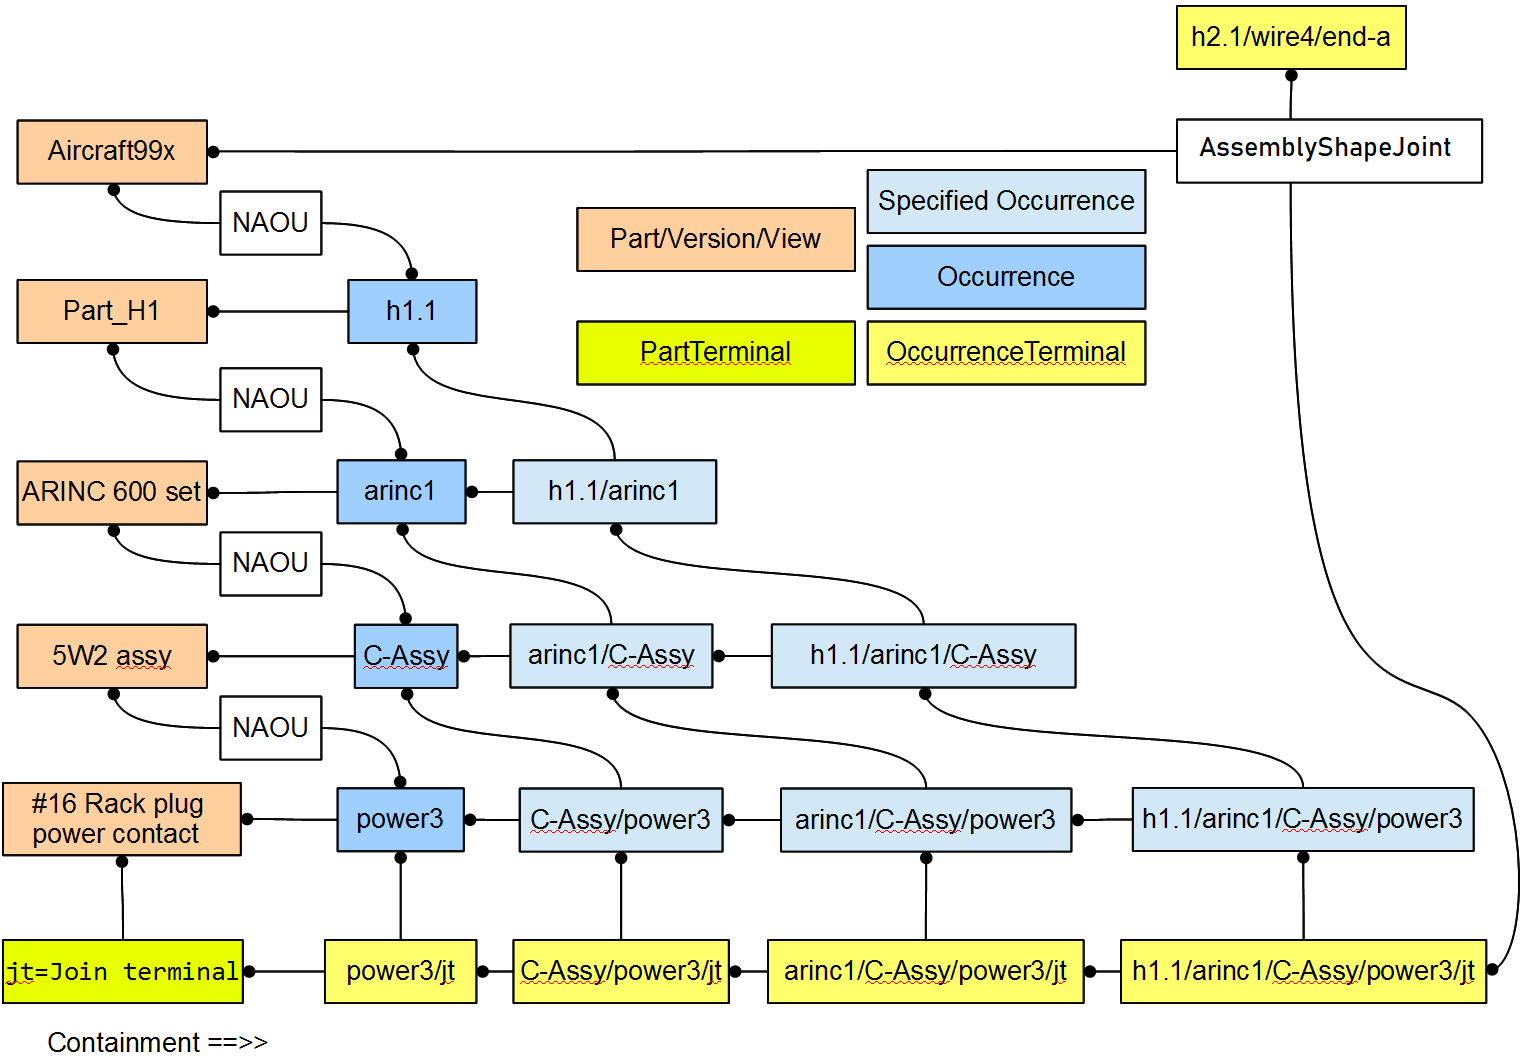 h2.1/wire4/end-a
Aircraft99x
AssemblyShapeJoint
NAOU
Specified Occurrence
Part/Version/View
Occurrence
Part_H1
h1.1
PartTerminal
OccurrenceTerminal
NAOU
ARINC 600 set
arinc1
h1.1/arinc1
NAOU
5W2 assy
C-Assy
arinc1/C-Assy
h1.1/arinc1/C-Assy
NAOU
#16 Rack plug
power contact
power3
C-Assy/power3
arinc1/C-Assy/power3
h1.1/arinc1/C-Assy/power3
jt=Join terminal
power3/jt
C-Assy/power3/jt
arinc1/C-Assy/power3/jt
h1.1/arinc1/C-Assy/power3/jt
Containment ==>>